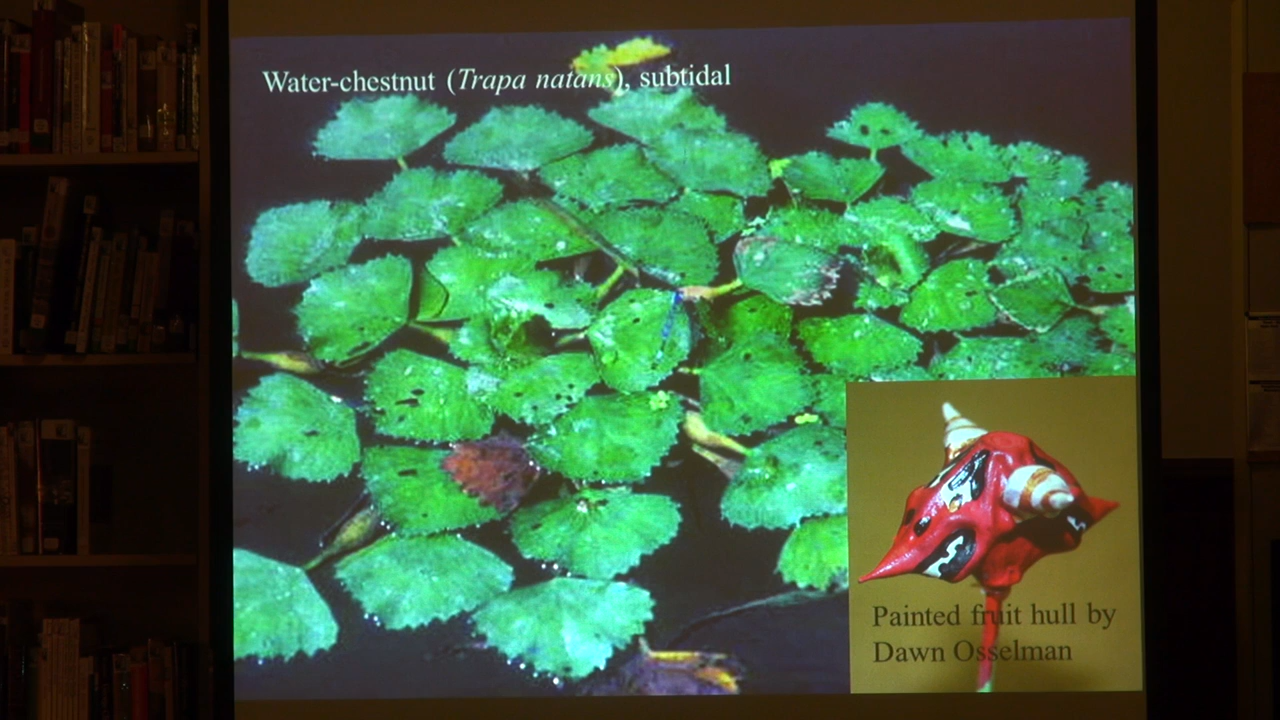 Water-chestnut (Trapa natans), subtidal
Painted fruit hull by
Dawn Osselman